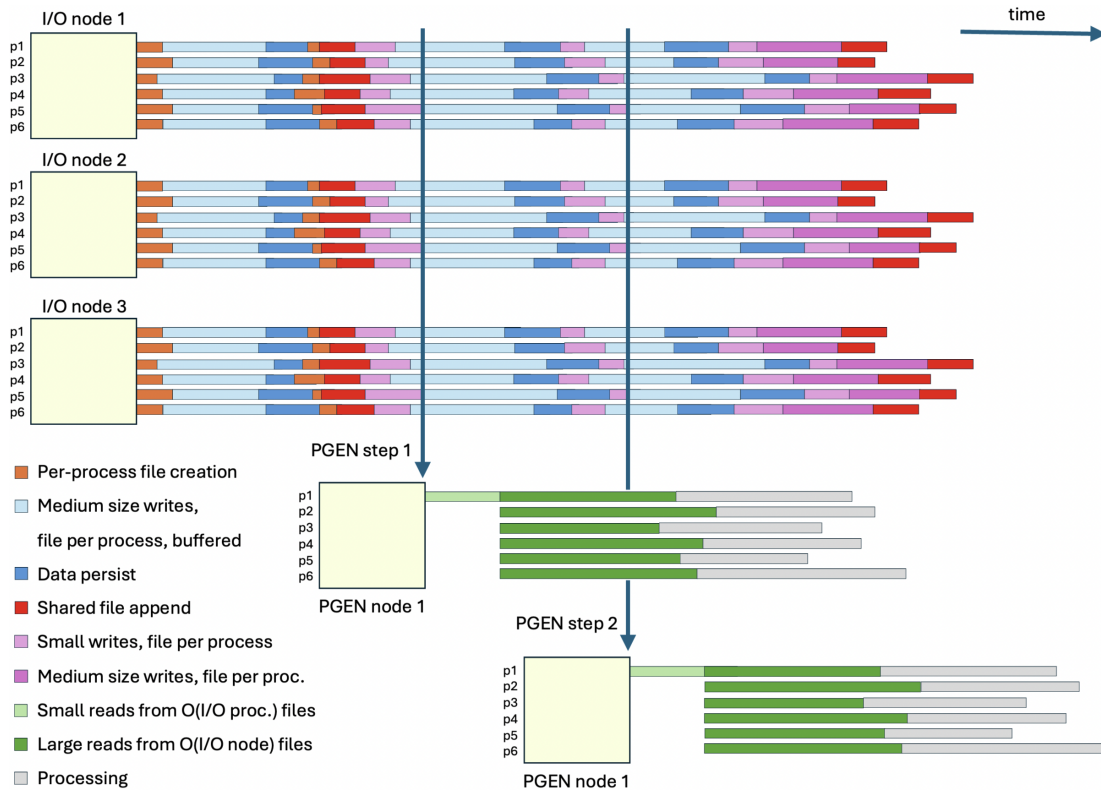 I/O node 1
time
p1
p2
p3
p4
p5
p6
I/O node 2
p1
p2
p3
p4
p5
p6
I/O node 3
p1
p2
p3
p4
p5
p6
PGEN step 1
p1
p2
p3
p4
p5
p6
PGEN node 1
PGEN step 2
p1
p2
p3
p4
p5
p6
PGEN node 1
Per-process file creation
Medium size writes,
file per process, buffered
Data persist
Shared file append
Small writes, file per process
Medium size writes, file per proc.
Small reads from O(I/O proc.) files
Large reads from O(I/O node) files
Processing